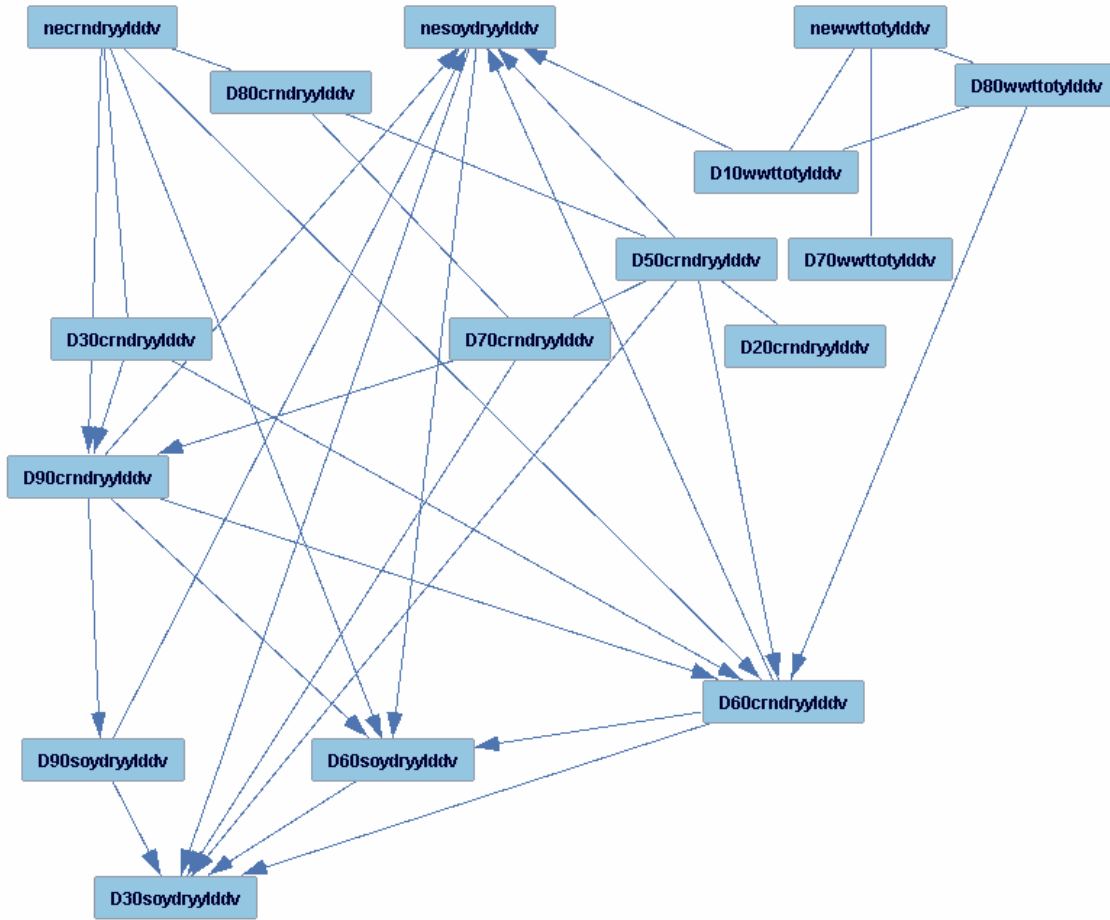 necrndryylddv
nesoydryylddv
newwttotylddv
D80crndryylddv
D80wwttotylddv
D10wwttotylddv
D50crndryylddv
D70wwttotylddv
D30crndryylddv
D70crndryylddv
D20crndryylddv
D90crndryylddv
D60crndryylddv
D90soydryylddv
D60soydryylddv
D30soydryylddv